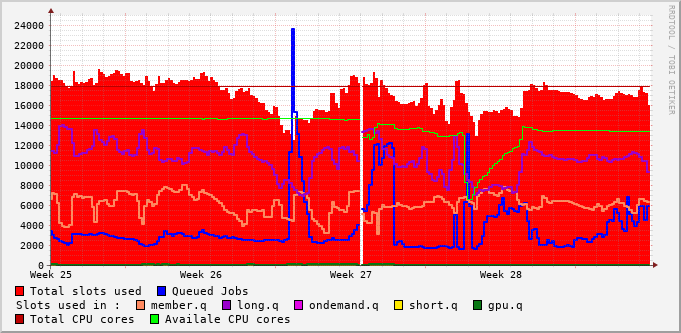 RRDTOOL / TOBI OETIKER
24000
22000
20000
18000
16000
14000
12000
10000
8000
6000
4000
2000
0
Week 25 Week 26 Week 27 Week 28
Total slots used Queued Jobs
Slots used in : member.q long.q ondemand.q short.q gpu.q
Total CPU cores Availale CPU cores